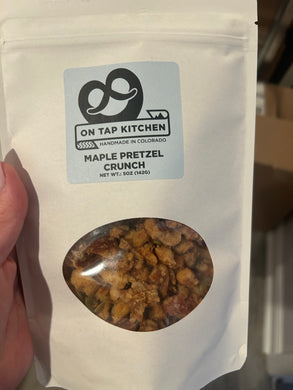 ON TAP KITCHEN
HANDMADE IN COLORADO
MAPLE PRETZEL
CRUNCH
NET WT.: 5OZ (142G)